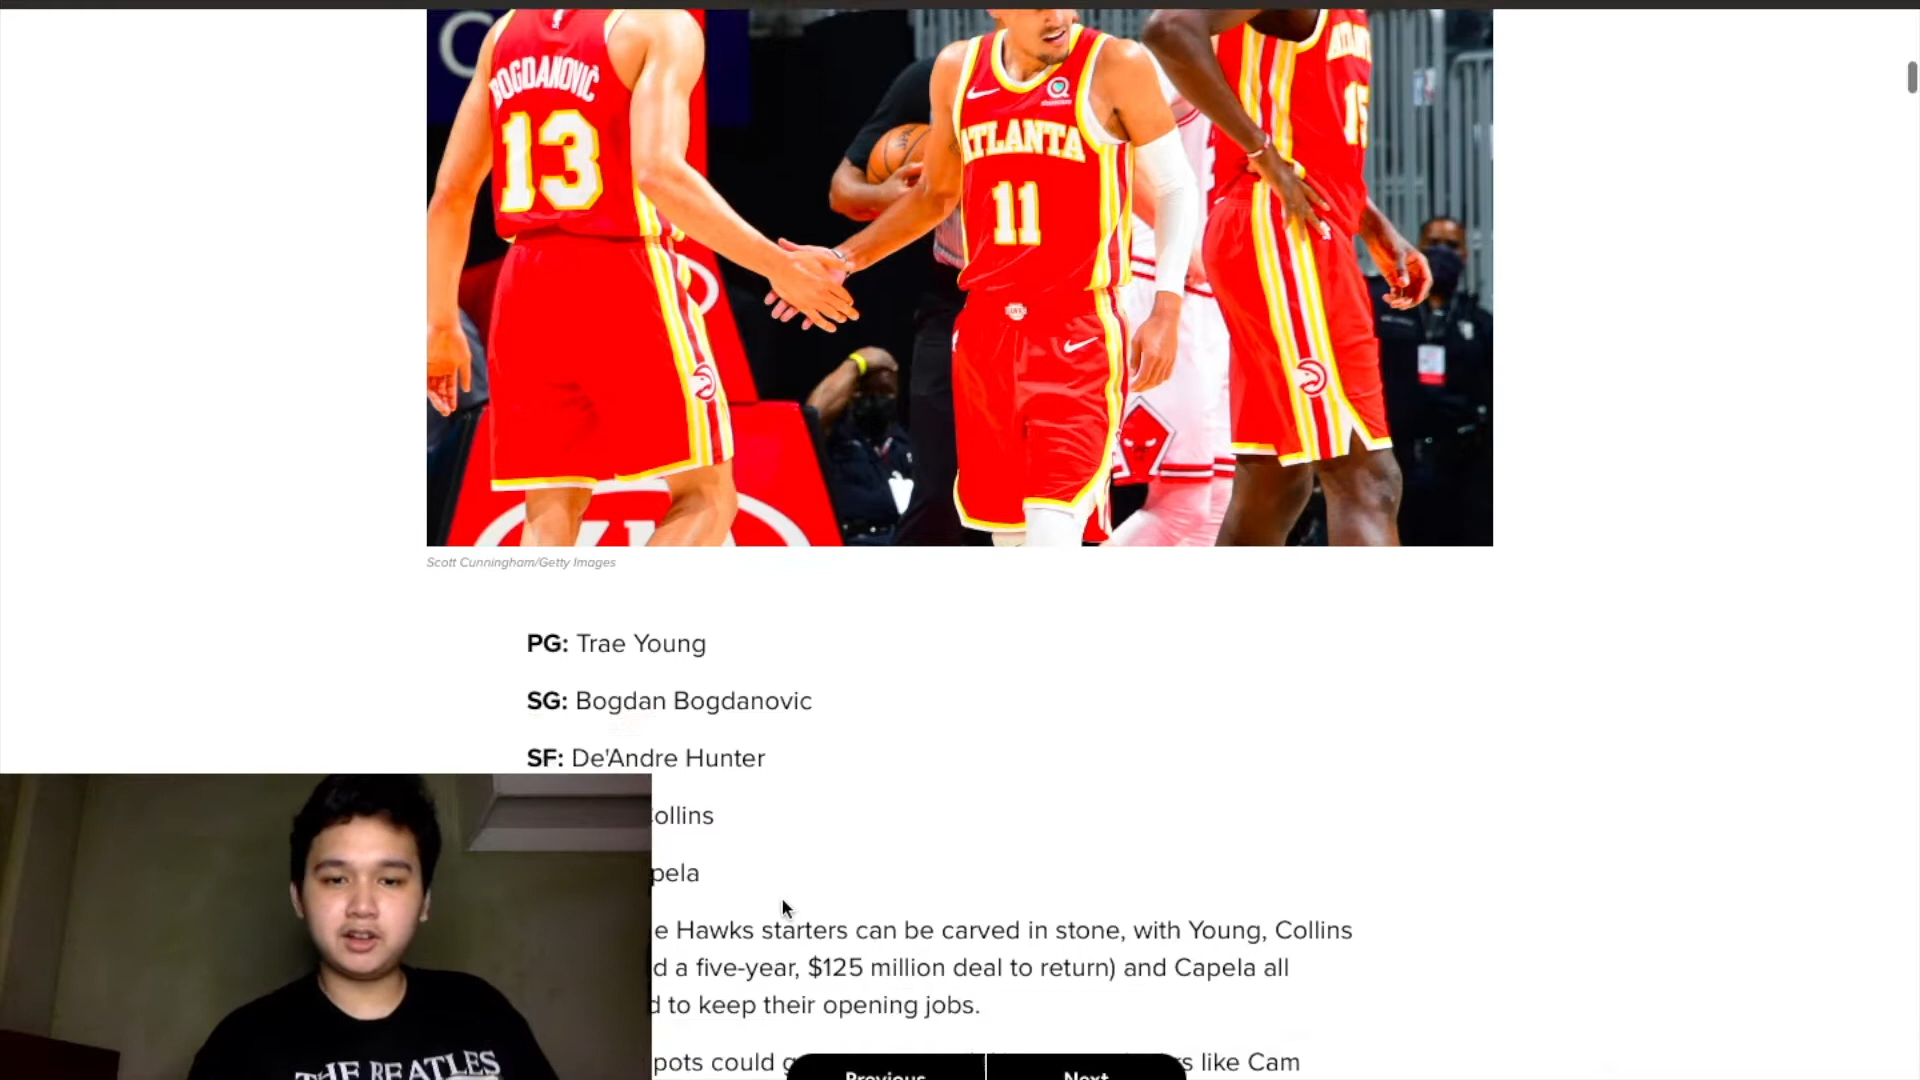 BOGDANOVIĆ
13
ATLANTA
11
15
Scott Cunningham/Getty Images
PG: Trae Young
SG: Bogdan Bogdanovic
SF: De'Andre Hunter
ollins
pela
e Hawks starters can be carved in stone, with Young, Collins
d a five-year, $125 million deal to return) and Capela all
d to keep their opening jobs.
pots could
like Cam
Previous
Next
THE BEATLES